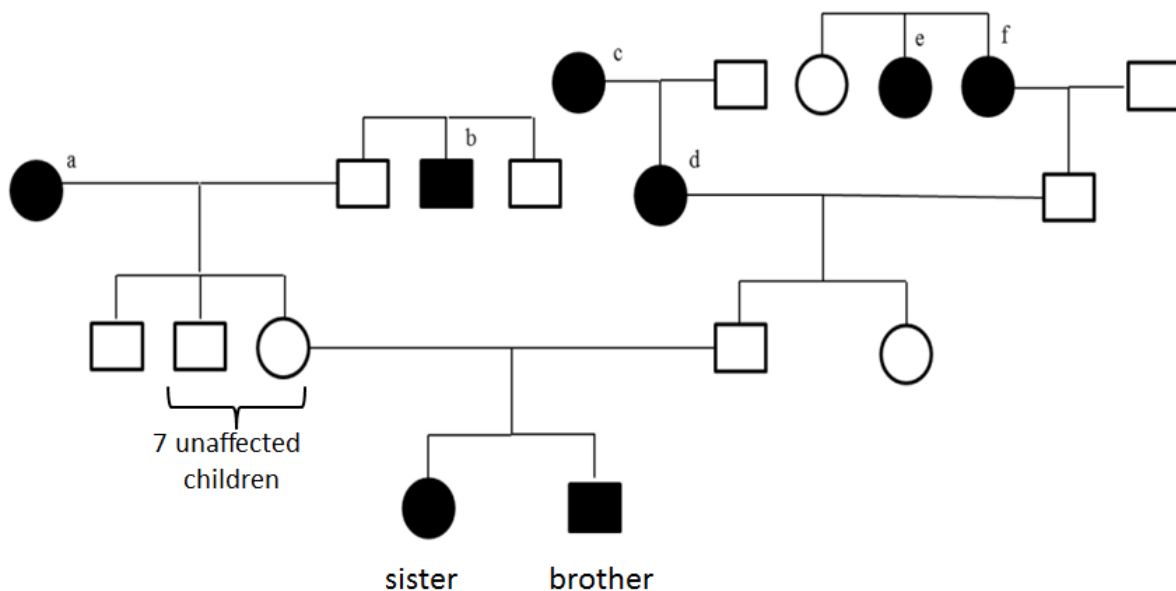 c
e
f
a
b
d
7 unaffected
children
sister
brother